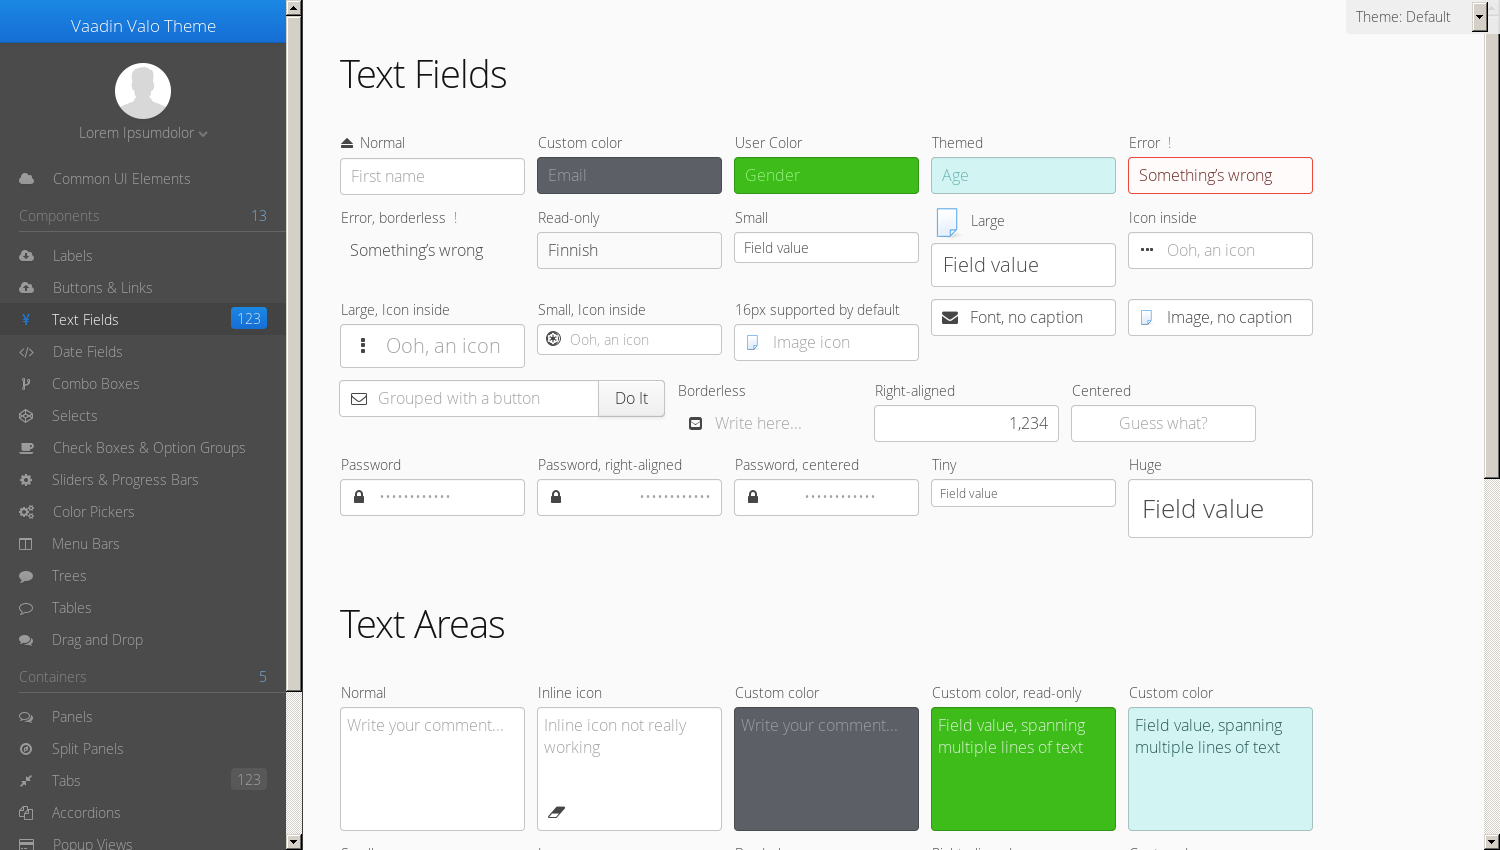 Vaadin Valo Theme
Lorem Ipsumdolor
Common UI Elements
Components 13
Labels
Buttons & Links
Text Fields 123
Date Fields
Combo Boxes
Selects
Check Boxes & Option Groups
Sliders & Progress Bars
Color Pickers
Menu Bars
Trees
Tables
Drag and Drop
Containers 5
Panels
Split Panels
Tabs 123
Accordions
Popup Views
Theme: Default
Text Fields
Normal
First name
Custom color
Email
User Color
Gender
Themed
Age
Error !
Something's wrong
Error, borderless !
Something's wrong
Read-only
Finnish
Small
Field value
Large
Field value
Icon inside
Ooh, an icon
Large, Icon inside
Ooh, an icon
Small, Icon inside
Ooh, an icon
16px supported by default
Image icon
Font, no caption
Image, no caption
Grouped with a button
Do It
Borderless
Write here...
Right-aligned
1,234
Centered
Guess what?
Password
Password, right-aligned
Password, centered
Tiny
Field value
Huge
Field value
Text Areas
Normal
Write your comment...
Inline icon
Inline icon not really
working
Custom color
Write your comment...
Custom color, read-only
Field value, spanning
multiple lines of text
Custom color
Field value, spanning
multiple lines of text